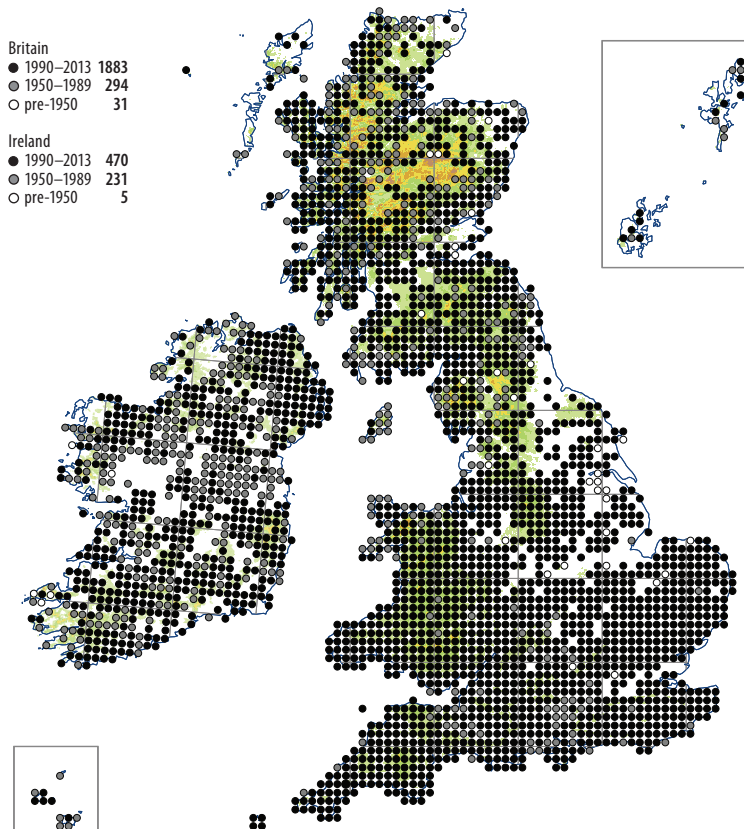 Britain
1990–2013 1883
1950–1989 294
pre-1950 31
Ireland
1990–2013 470
1950–1989 231
pre-1950 5